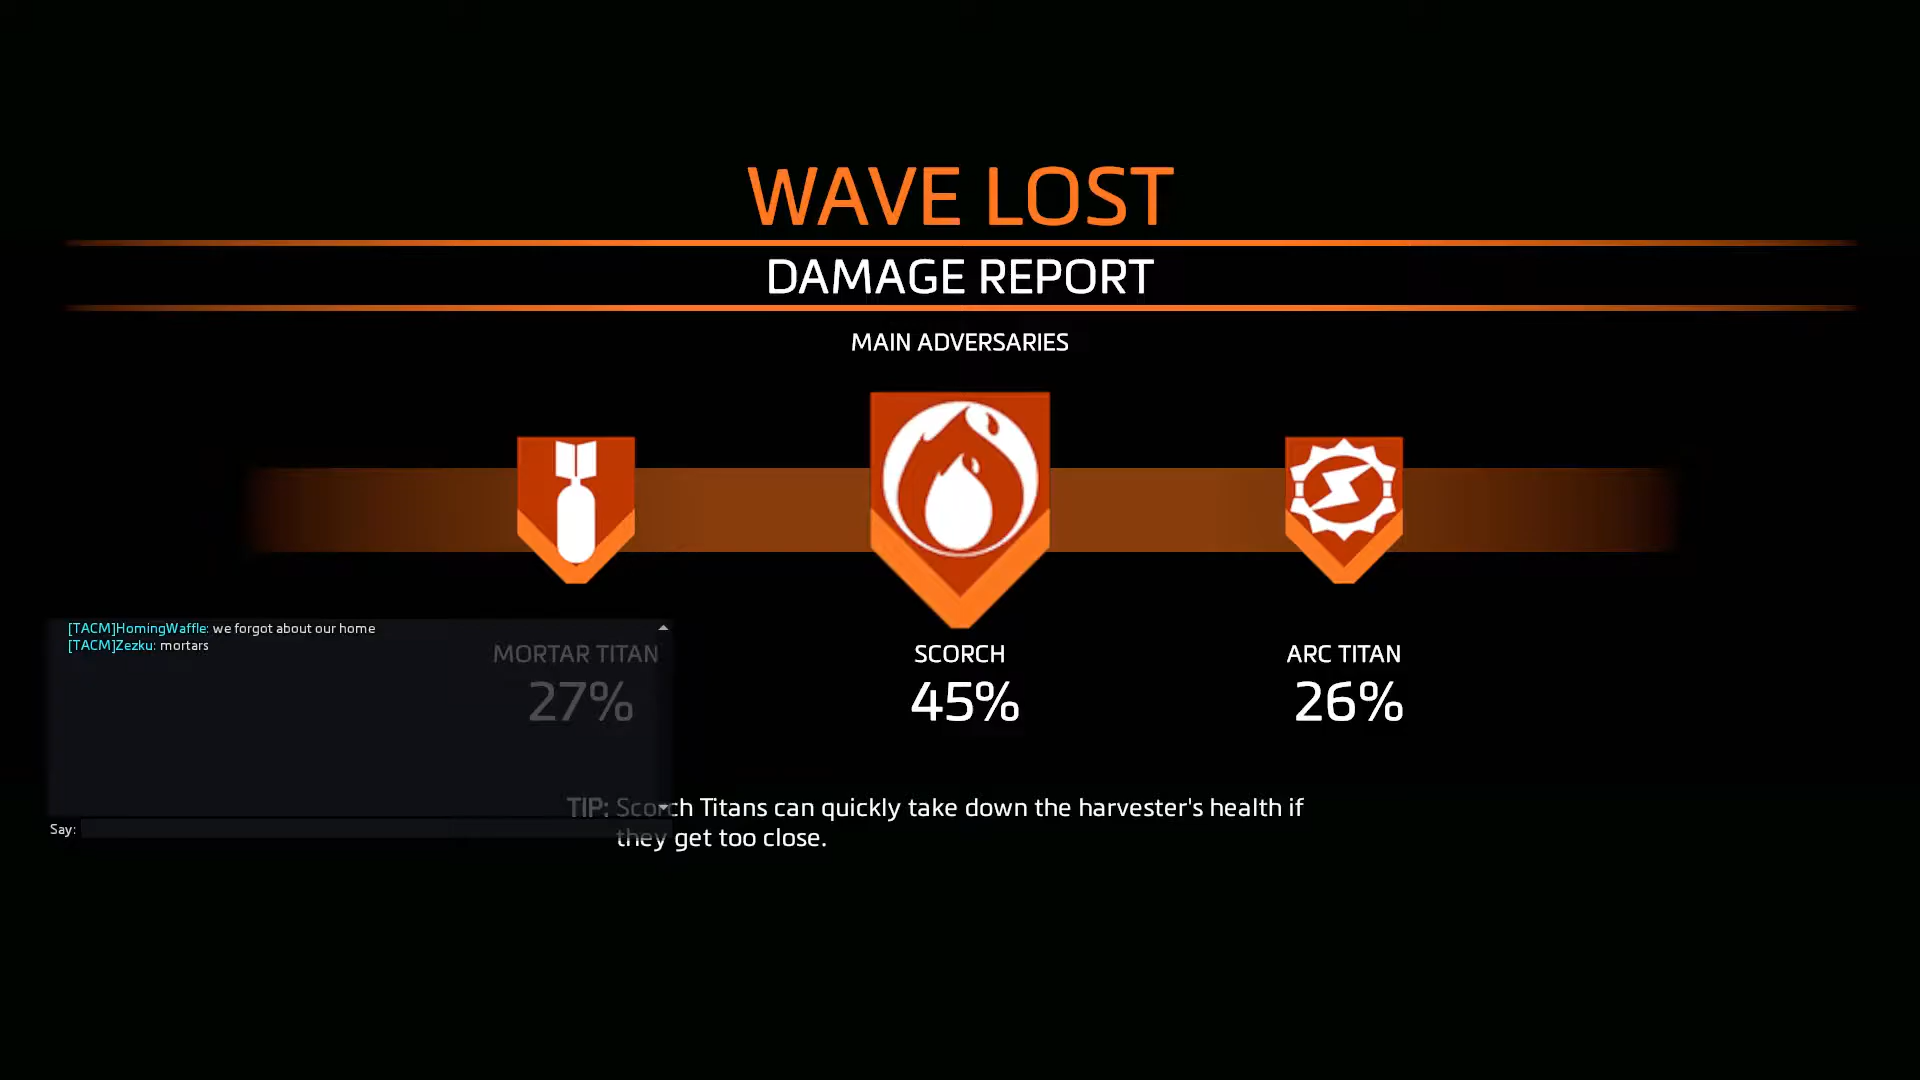 WAVE LOST
DAMAGE REPORT
MAIN ADVERSARIES
[TACM]HomingWaffle: we forgot about our home
[TACM]Zezku: mortars
MORTAR TITAN
27%
SCORCH
45%
ARC TITAN
26%
TIP: Scorch Titans can quickly take down the harvester's health if
they get too close.
Say: